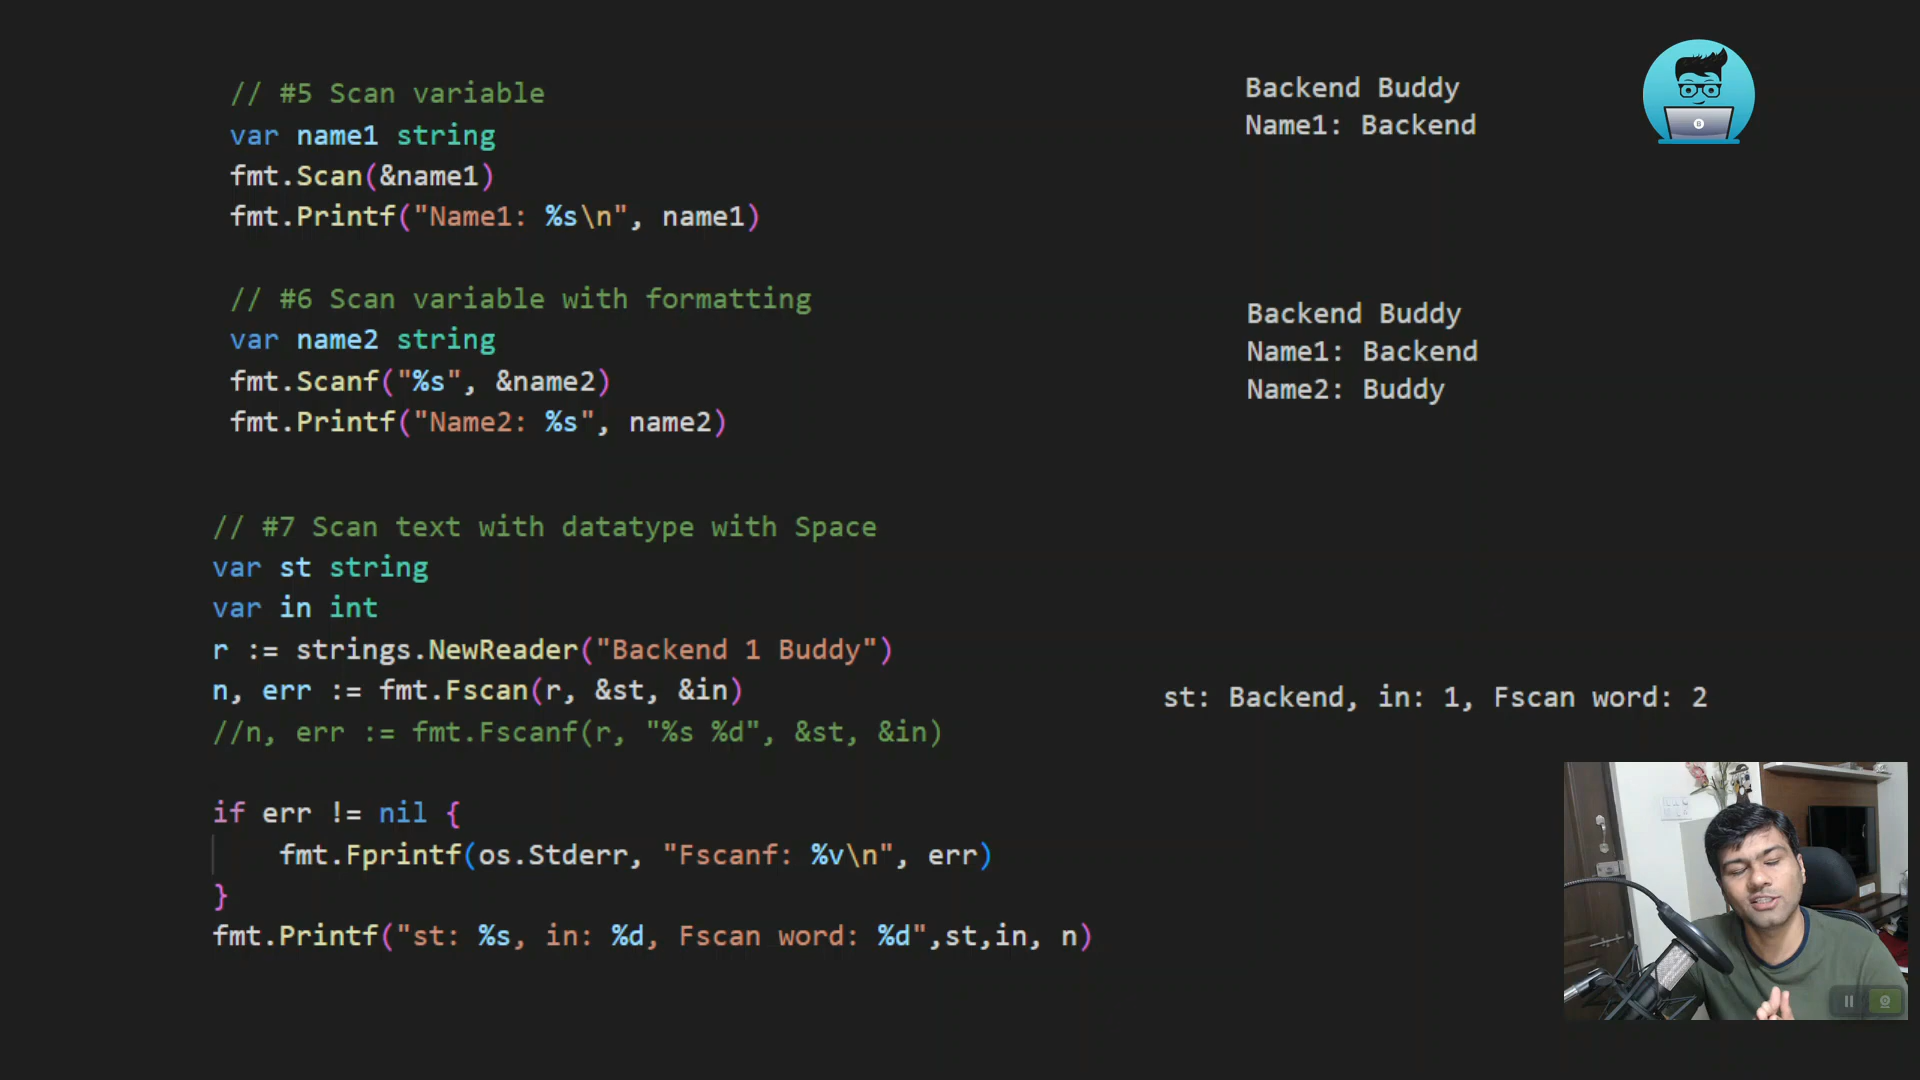 // #5 Scan variable
var name1 string
fmt.Scan(&name1)
fmt.Printf("Name1: %s\n", name1)
Backend Buddy
Name1: Backend
// #6 Scan variable with formatting
var name2 string
fmt.Scanf("%s", &name2)
fmt.Printf("Name2: %s", name2)
Backend Buddy
Name1: Backend
Name2: Buddy
// #7 Scan text with datatype with Space
var st string
var in int
r := strings.NewReader("Backend 1 Buddy")
n, err := fmt.Fscan(r, &st, &in)
//n, err := fmt.Fscanf(r, "%s %d", &st, &in)
st: Backend, in: 1, Fscan word: 2
if err != nil {
    fmt.Fprintf(os.Stderr, "Fscanf: %v\n", err)
}
fmt.Printf("st: %s, in: %d, Fscan word: %d",st,in, n)